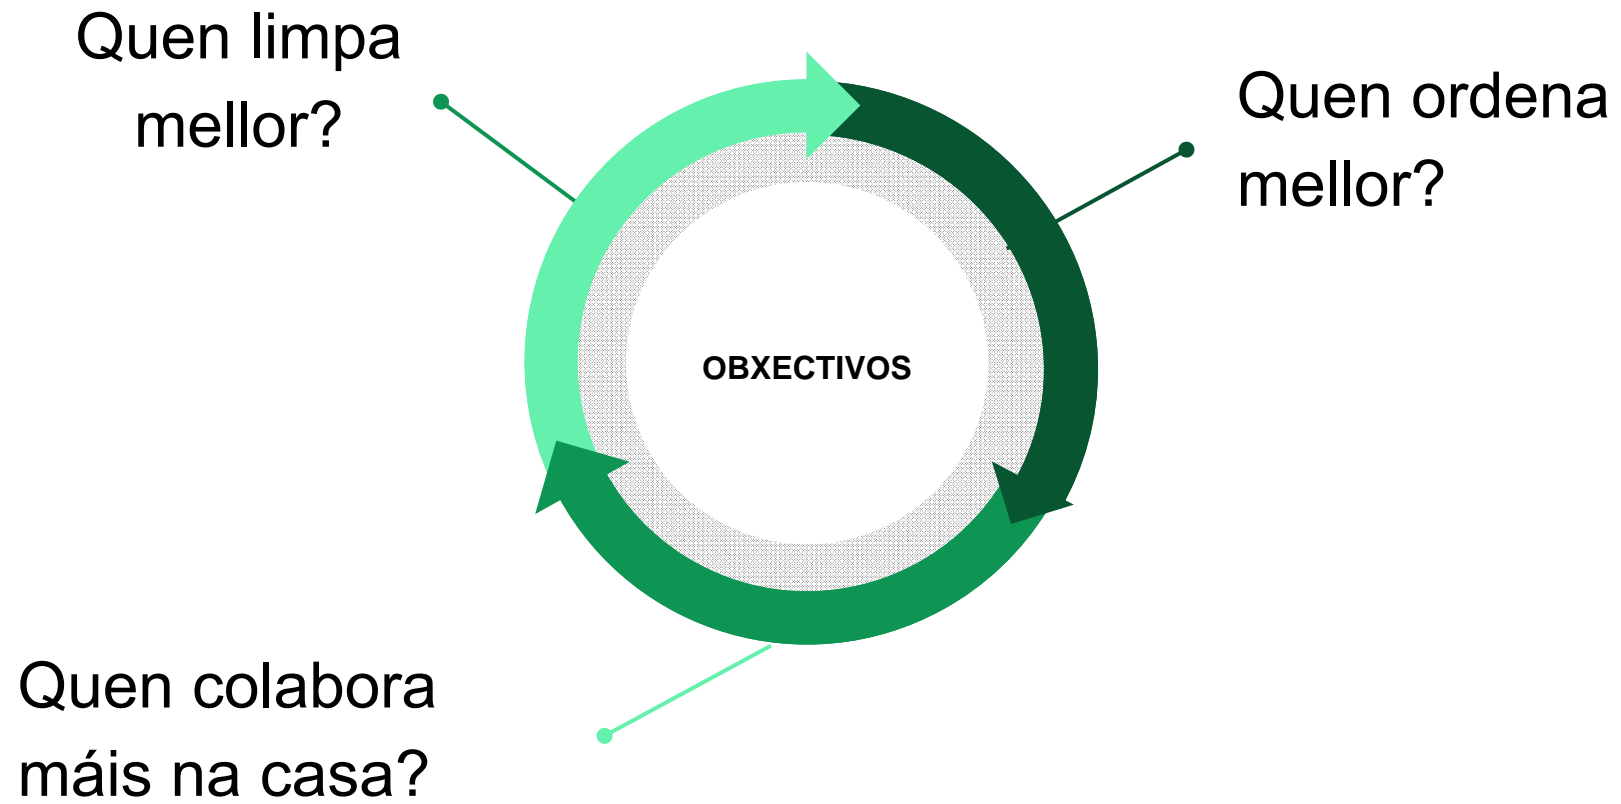 Quen limpa
mellor?
Quen ordena
mellor?
OBXECTIVOS
Quen colabora
máis na casa?